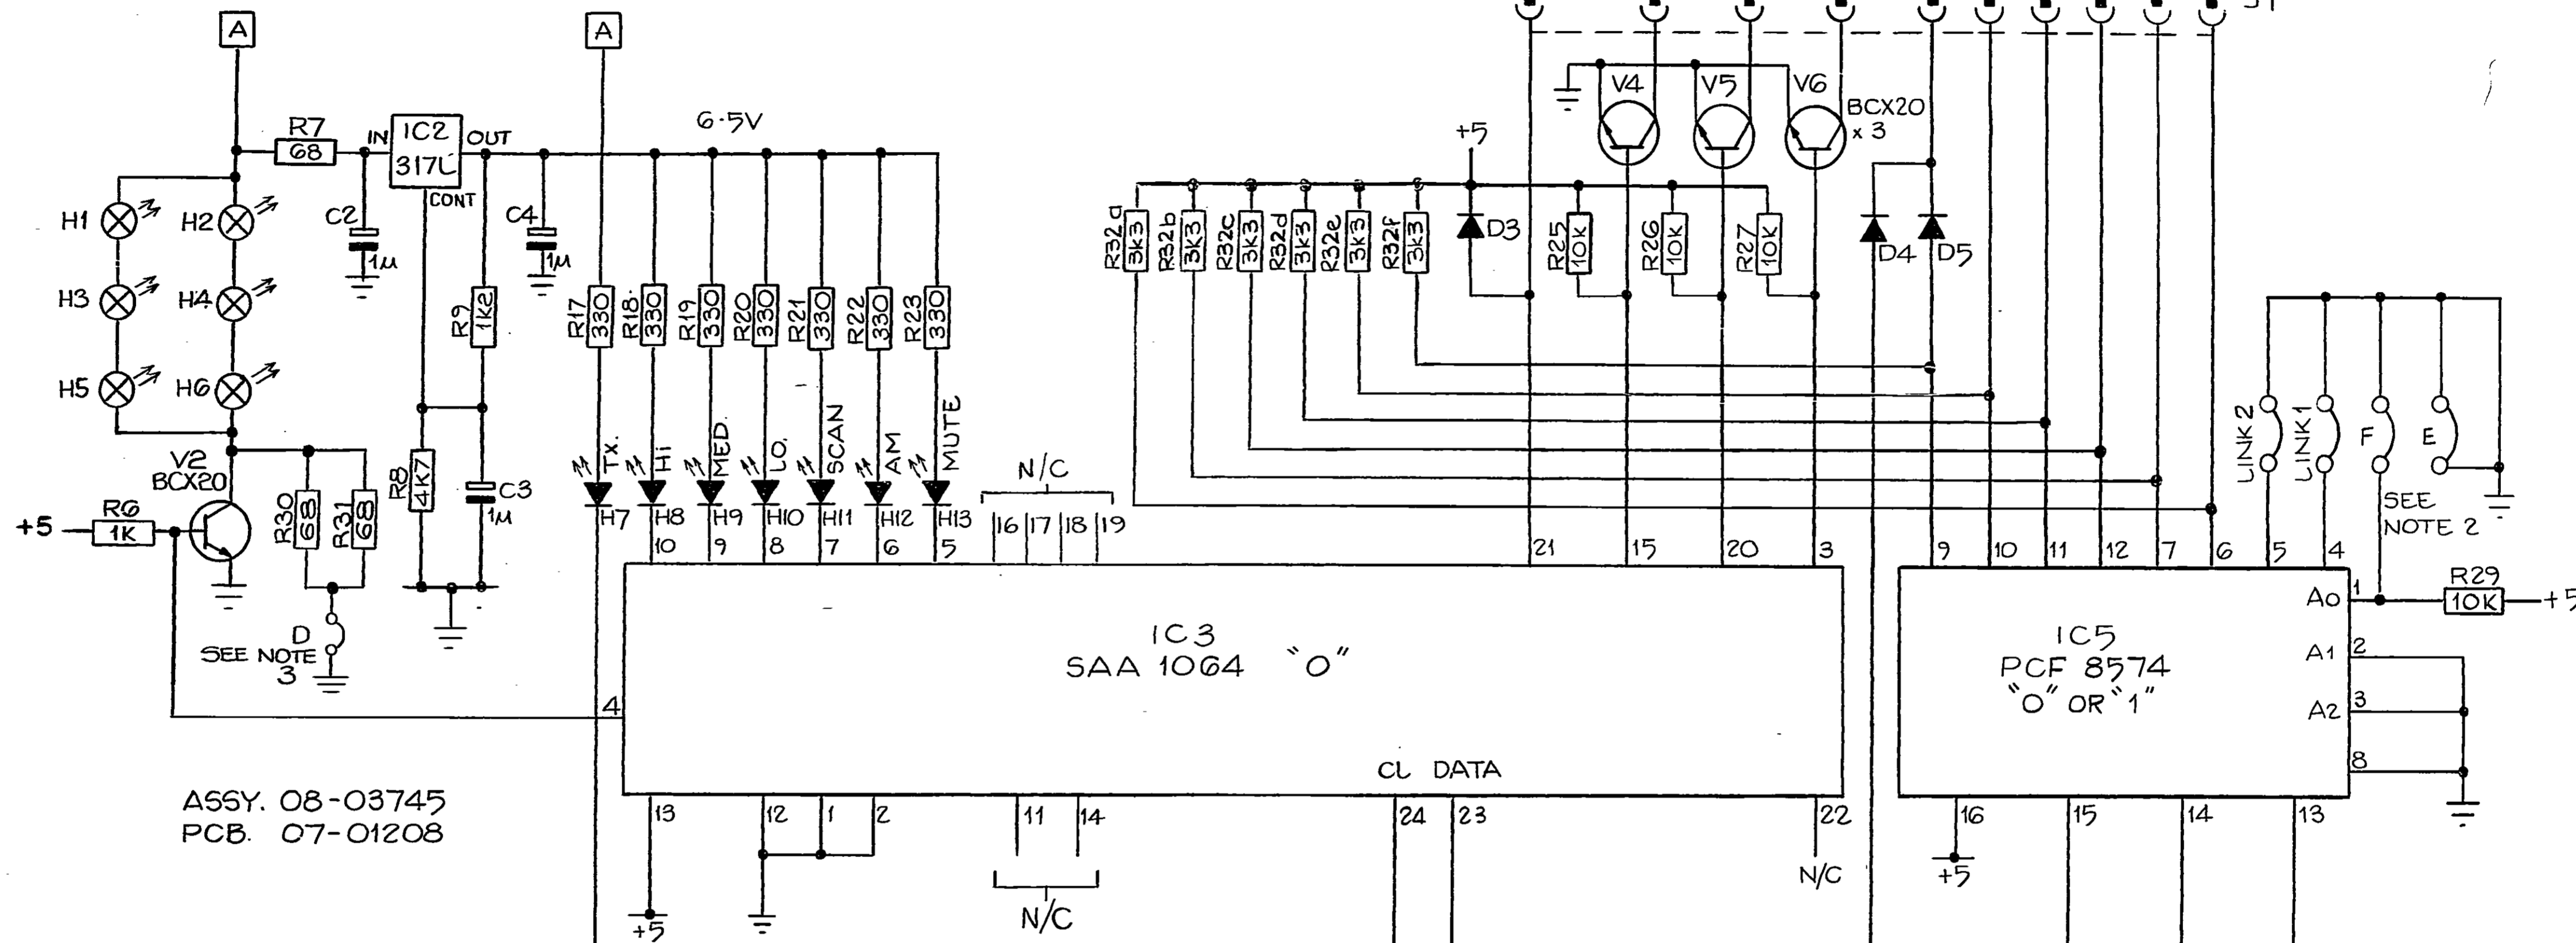 A
A
R7
68
IN
IC2
317L
OUT
CONT
6·5V
H1
H2
H3
H4
H5
H6
C2
1µ
C4
1µ
R9
1k2
R8
4K7
C3
1µ
V2
BCX20
R6
1K
+5
R30
68
R31
68
D
SEE NOTE
3
R17
330
R18
330
R19
330
R20
330
R21
330
R22
330
R23
330
TX.
Hi
MED.
LO.
SCAN
AM
MUTE
H7
H8
H9
H10
H11
H12
H13
10
9
8
7
6
5
N/C
16
17
18
19
V4
V5
V6
BCX20
x 3
+5
R32a
3k3
R32b
3k3
R32c
3k3
R32d
3k3
R32e
3k3
R32f
3k3
D3
R25
10K
R26
10K
R27
10K
D4
D5
21
15
20
3
9
10
11
12
7
6
5
4
LINK2
LINK1
F
E
SEE
NOTE 2
4
IC3
SAA 1064 "0"
CL DATA
IC5
PCF 8574
"0" OR "1"
A0
1
R29
10K
+5
A1
2
A2
3
8
ASSY. 08-03745
PCB. 07-01208
13
12
1
2
11
14
24
23
22
16
15
14
13
+5
N/C
N/C
+5